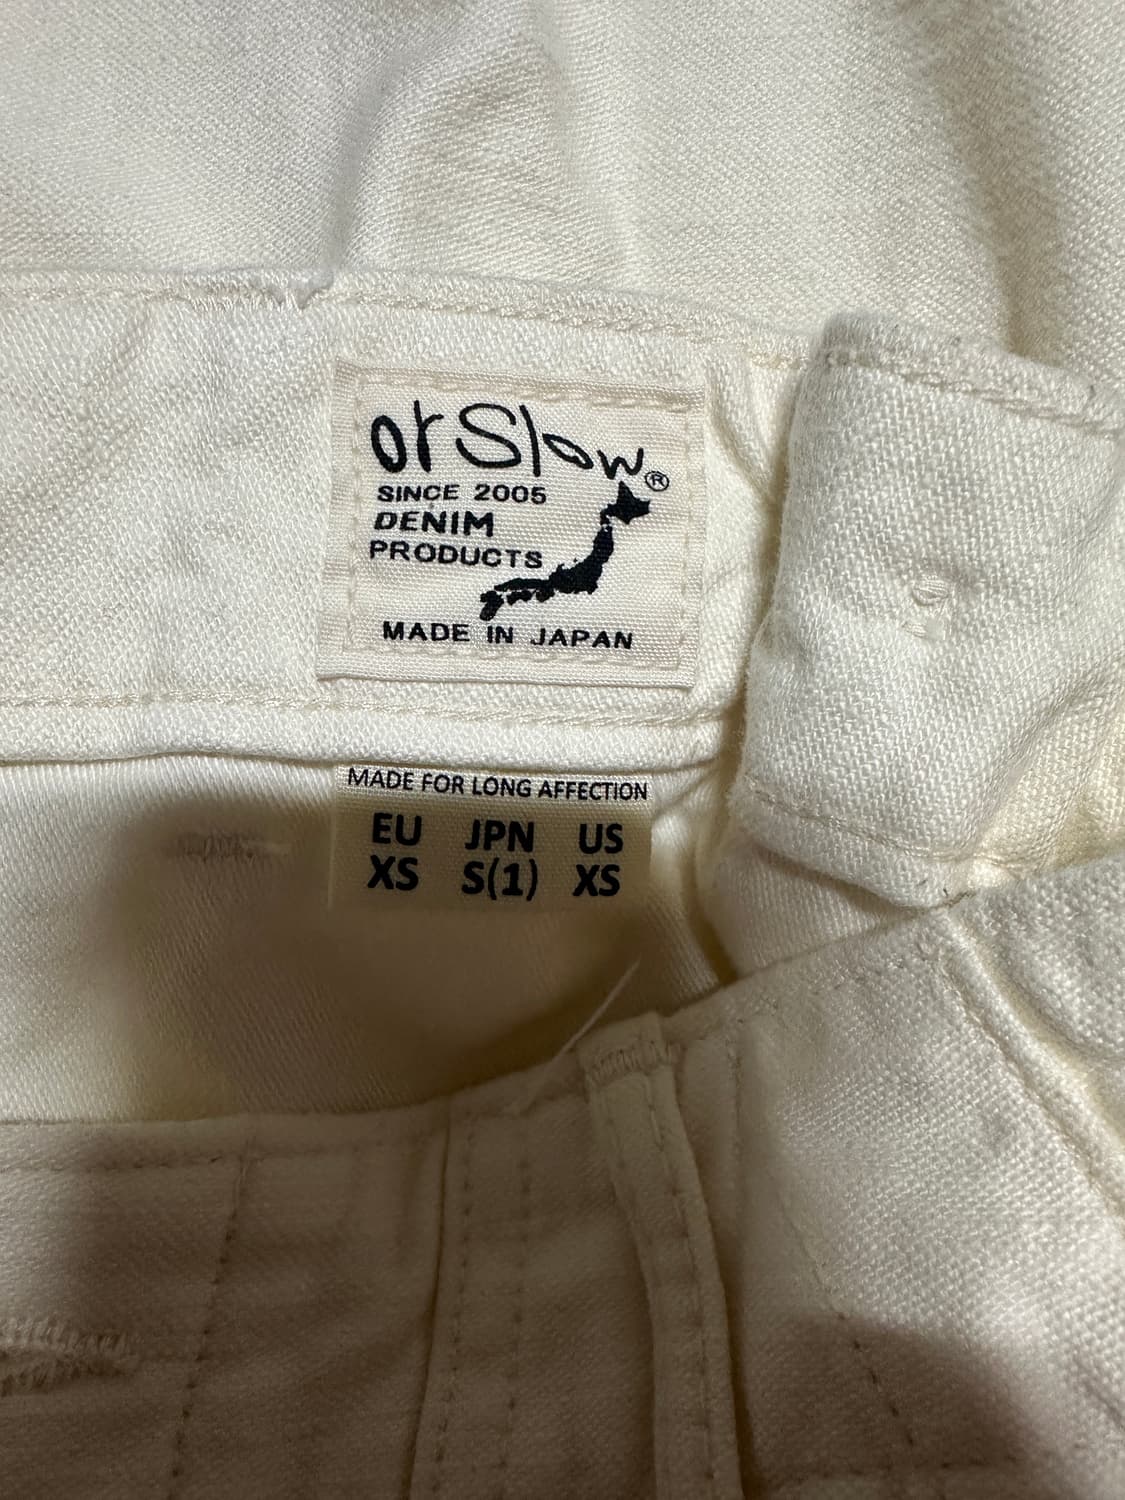 orSlow®
SINCE 2005
DENIM
PRODUCTS
MADE IN JAPAN
MADE FOR LONG AFFECTION
EU JPN US
XS S(1) XS